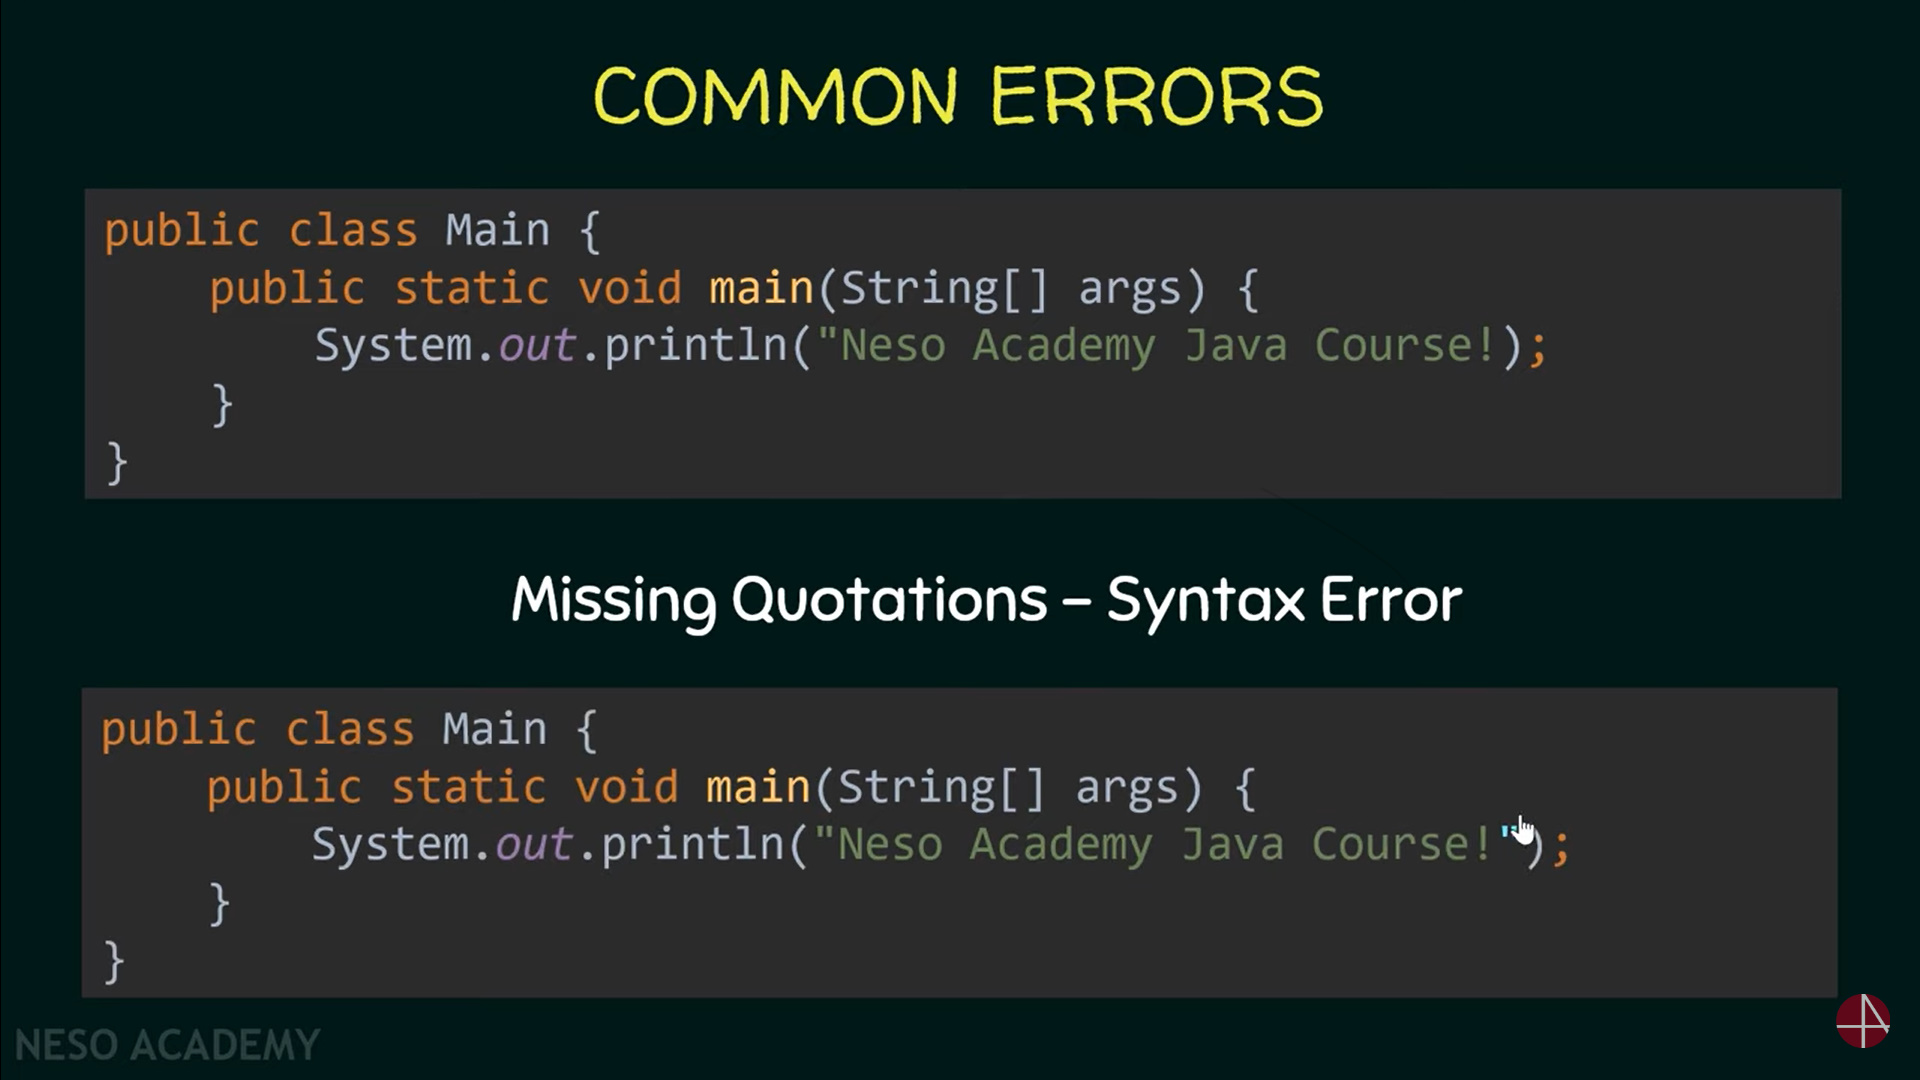 COMMON ERRORS
public class Main {
    public static void main(String[] args) {
        System.out.println("Neso Academy Java Course!);
    }
}
Missing Quotations – Syntax Error
public class Main {
    public static void main(String[] args) {
        System.out.println("Neso Academy Java Course!");
    }
}
NESO ACADEMY